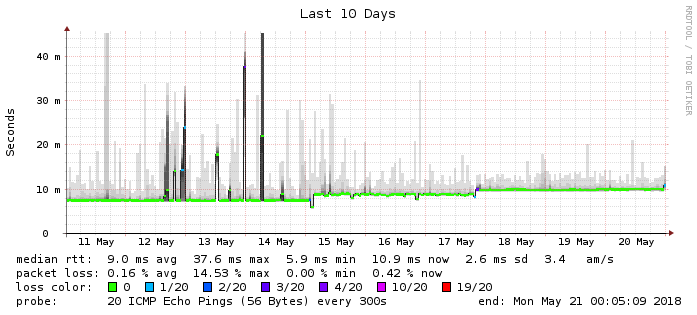 Last 10 Days
RRDTOOL / TOBI OETIKER
Seconds
40 m
30 m
20 m
10 m
0
11 May 12 May 13 May 14 May 15 May 16 May 17 May 18 May 19 May 20 May
median rtt: 9.0 ms avg 37.6 ms max 5.9 ms min 10.9 ms now 2.6 ms sd 3.4 am/s
packet loss: 0.16 % avg 14.53 % max 0.00 % min 0.42 % now
loss color: 0 1/20 2/20 3/20 4/20 10/20 19/20
probe: 20 ICMP Echo Pings (56 Bytes) every 300s end: Mon May 21 00:05:09 2018